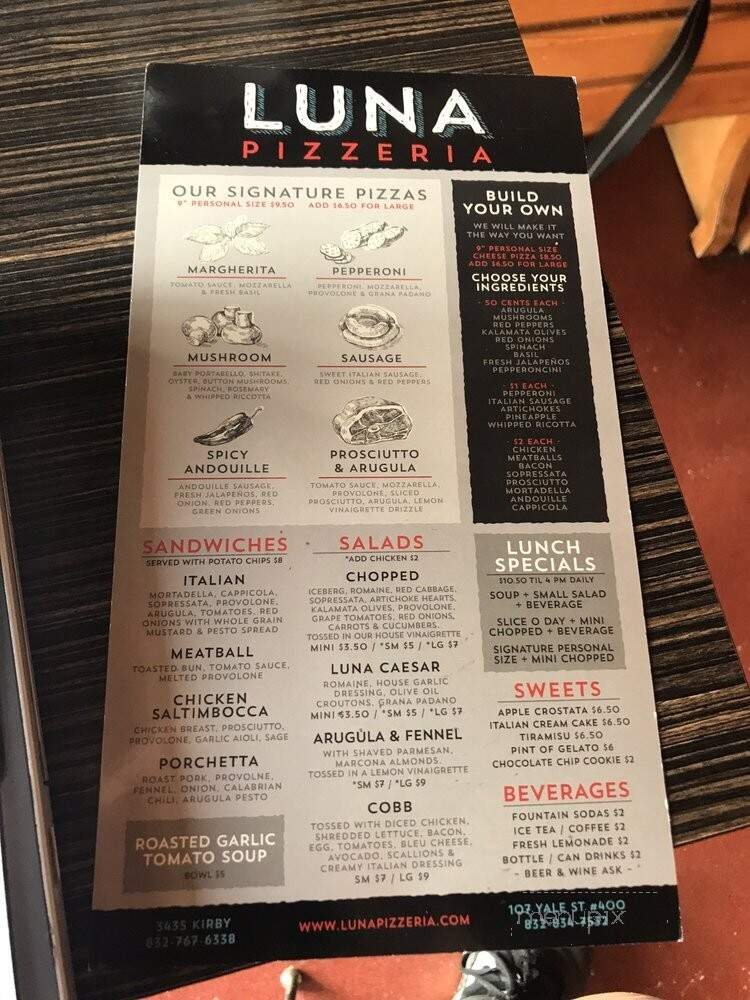 LUNA
PIZZERIA
OUR SIGNATURE PIZZAS
9" PERSONAL SIZE $9.50 ADD $6.50 FOR LARGE
MARGHERITA
TOMATO SAUCE, MOZZARELLA
& FRESH BASIL
PEPPERONI
PEPPERONI, MOZZARELLA,
PROVOLONE & GRANA PADANO
MUSHROOM
BABY PORTABELLO, SHITAKE,
OYSTER, BUTTON MUSHROOMS,
SPINACH, ROSEMARY
& WHIPPED RICCOTTA
SAUSAGE
SWEET ITALIAN SAUSAGE,
RED ONIONS & RED PEPPERS
SPICY
ANDOUILLE
ANDOUILLE SAUSAGE,
FRESH JALAPEÑOS, RED
ONION, RED PEPPERS,
GREEN ONIONS
PROSCIUTTO
& ARUGULA
TOMATO SAUCE, MOZZARELLA,
PROVOLONE, SLICED
PROSCIUTTO, ARUGULA, LEMON
VINAIGRETTE DRIZZLE
BUILD
YOUR OWN
WE WILL MAKE IT
THE WAY YOU WANT
9" PERSONAL SIZE
CHEESE PIZZA $8.50
ADD $6.50 FOR LARGE
CHOOSE YOUR
INGREDIENTS
- 50 CENTS EACH -
ARUGULA
MUSHROOMS
RED PEPPERS
KALAMATA OLIVES
RED ONIONS
SPINACH
BASIL
FRESH JALAPEÑOS
PEPPERONCINI
- $1 EACH -
PEPPERONI
ITALIAN SAUSAGE
ARTICHOKES
PINEAPPLE
WHIPPED RICOTTA
- $2 EACH -
CHICKEN
MEATBALLS
BACON
SOPRESSATA
PROSCIUTTO
MORTADELLA
ANDOUILLE
CAPPICOLA
SANDWICHES
SERVED WITH POTATO CHIPS $8
ITALIAN
MORTADELLA, CAPPICOLA,
SOPRESSATA, PROVOLONE,
ARUGULA, TOMATOES, RED
ONIONS WITH WHOLE GRAIN
MUSTARD & PESTO SPREAD
MEATBALL
TOASTED BUN, TOMATO SAUCE,
MELTED PROVOLONE
CHICKEN
SALTIMBOCCA
CHICKEN BREAST, PROSCIUTTO,
PROVOLONE, GARLIC AIOLI, SAGE
PORCHETTA
ROAST PORK, PROVOLNE,
FENNEL, ONION, CALABRIAN
CHILI, ARUGULA PESTO
ROASTED GARLIC
TOMATO SOUP
BOWL $5
SALADS
*ADD CHICKEN $2
CHOPPED
ICEBERG, ROMAINE, RED CABBAGE,
SOPRESSATA, ARTICHOKE HEARTS,
KALAMATA OLIVES, PROVOLONE,
GRAPE TOMATOES, RED ONIONS,
CARROTS & CUCUMBERS.
TOSSED IN OUR HOUSE VINAIGRETTE
MINI $3.50 / *SM $5 / *LG $7
LUNA CAESAR
ROMAINE, HOUSE GARLIC
DRESSING, OLIVE OIL
CROUTONS, GRANA PADANO
MINI $3.50 / *SM $5 / *LG $7
ARUGULA & FENNEL
WITH SHAVED PARMESAN,
MARCONA ALMONDS.
TOSSED IN A LEMON VINAIGRETTE
*SM $7 / *LG $9
COBB
TOSSED WITH DICED CHICKEN,
SHREDDED LETTUCE, BACON,
EGG, TOMATOES, BLEU CHEESE,
AVOCADO, SCALLIONS &
CREAMY ITALIAN DRESSING
SM $7 / LG $9
LUNCH
SPECIALS
$10.50 TIL 4 PM DAILY
SOUP + SMALL SALAD
+ BEVERAGE
SLICE O DAY + MINI
CHOPPED + BEVERAGE
SIGNATURE PERSONAL
SIZE + MINI CHOPPED
SWEETS
APPLE CROSTATA $6.50
ITALIAN CREAM CAKE $6.50
TIRAMISU $6.50
PINT OF GELATO $6
CHOCOLATE CHIP COOKIE $2
BEVERAGES
FOUNTAIN SODAS $2
ICE TEA / COFFEE $2
FRESH LEMONADE $2
BOTTLE / CAN DRINKS $2
- BEER & WINE ASK -
3435 KIRBY
832-767-6338
WWW.LUNAPIZZERIA.COM
107 YALE ST. #400
832-834-7532
menupix